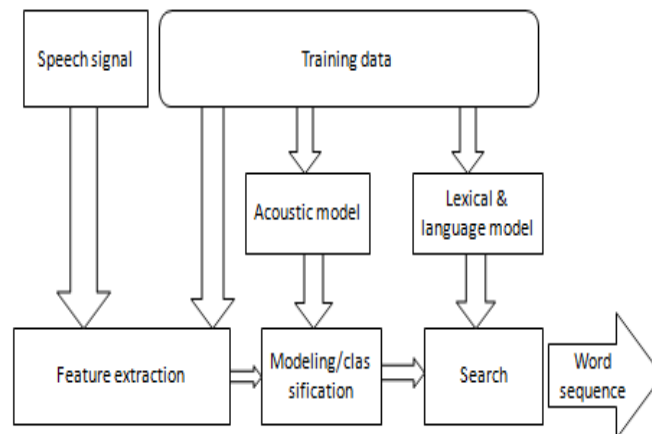 Speech signal
Training data
Acoustic model
Lexical &
language model
Feature extraction
Modeling/clas
sification
Search
Word
sequence